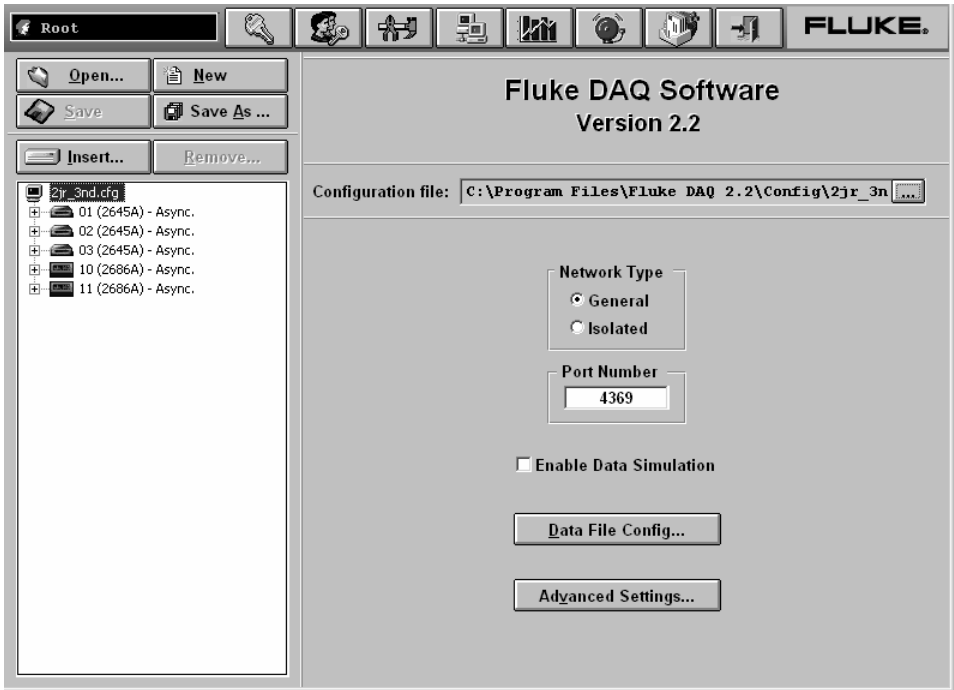 Root
FLUKE®
Open...
New
Save
Save As ...
Insert...
Remove...
2jr_3nd.cfg
01 (2645A) - Async.
02 (2645A) - Async.
03 (2645A) - Async.
10 (2686A) - Async.
11 (2686A) - Async.
Fluke DAQ Software
Version 2.2
Configuration file: C:\Program Files\Fluke DAQ 2.2\Config\2jr_3n ...
Network Type
General
Isolated
Port Number
4369
Enable Data Simulation
Data File Config...
Advanced Settings...